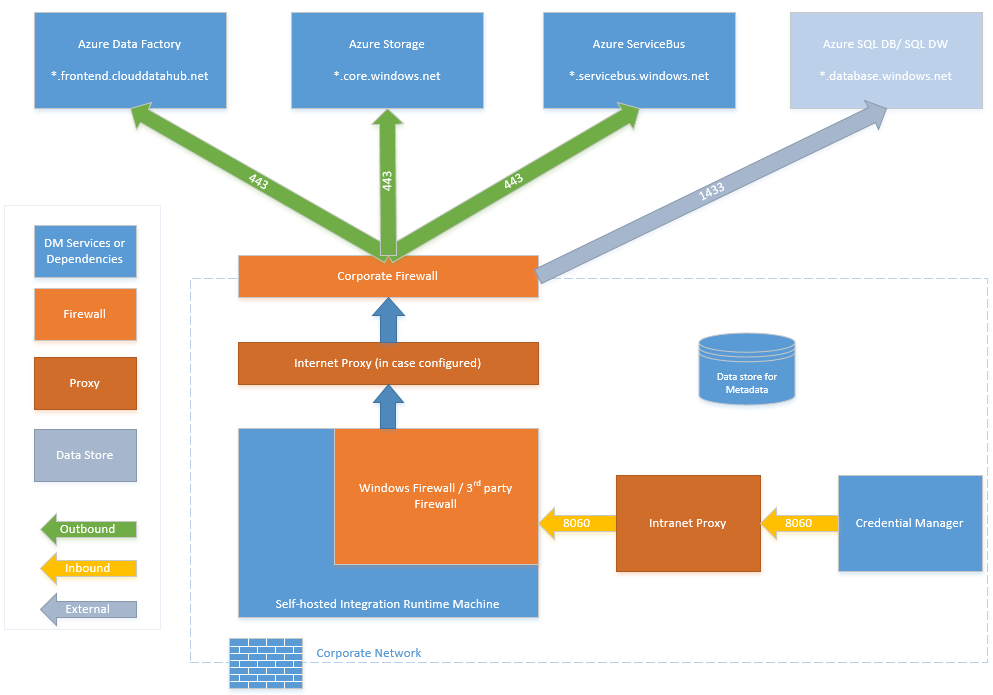 Azure Data Factory
*.frontend.clouddatahub.net
Azure Storage
*.core.windows.net
Azure ServiceBus
*.servicebus.windows.net
Azure SQL DB/ SQL DW
*.database.windows.net
443
443
443
1433
DM Services or
Dependencies
Firewall
Proxy
Data Store
Outbound
Inbound
External
Corporate Firewall
Internet Proxy (in case configured)
Data store for
Metadata
Windows Firewall / 3rd party
Firewall
Self-hosted Integration Runtime Machine
8060
Intranet Proxy
8060
Credential Manager
Corporate Network